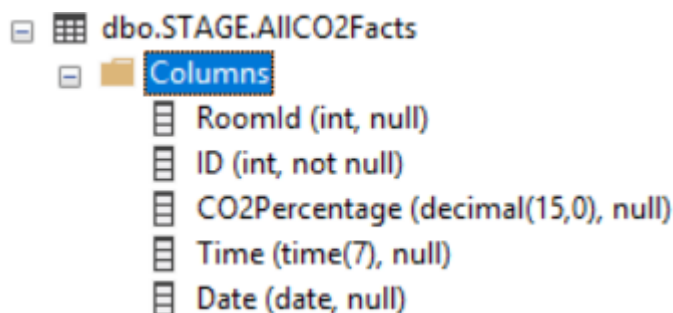 dbo.STAGE.AllCO2Facts
Columns
RoomId (int, null)
ID (int, not null)
CO2Percentage (decimal(15,0), null)
Time (time(7), null)
Date (date, null)